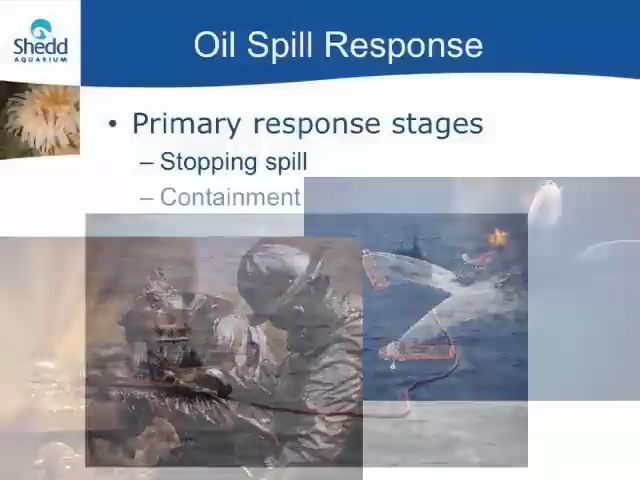 Shedd
AQUARIUM
Oil Spill Response
• Primary response stages
– Stopping spill
– Containment